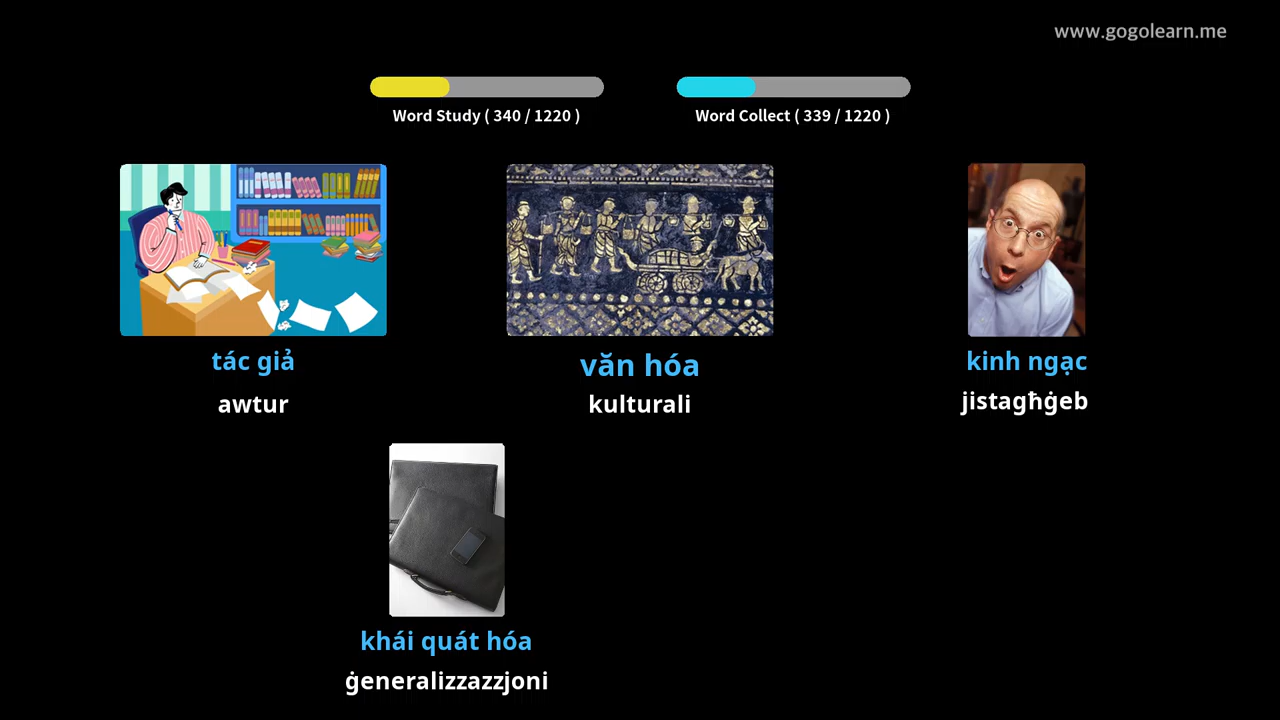 www.gogolearn.me
Word Study ( 340 / 1220 )
Word Collect ( 339 / 1220 )
tác giả
awtur
văn hóa
kulturali
kinh ngạc
jistagħġeb
khái quát hóa
ġeneralizzazzjoni